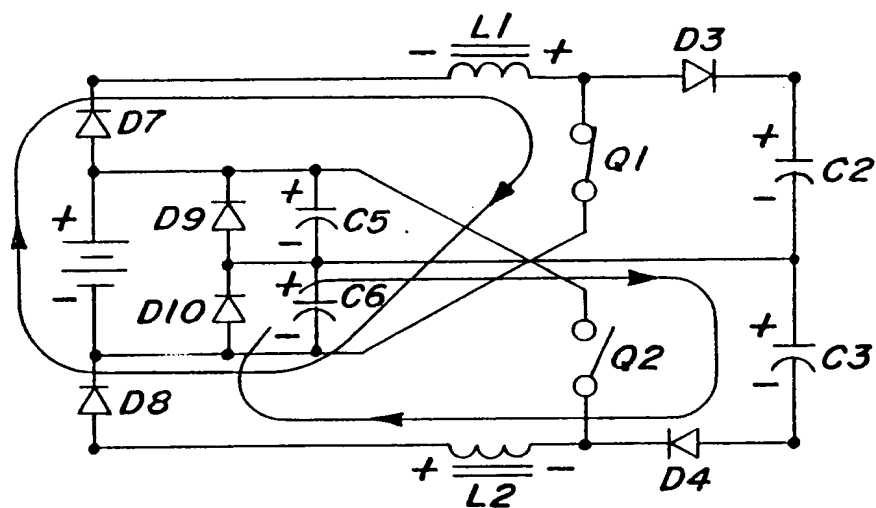 L1
- +
D3
D7
+ Q1
+ D9 + C5 - C2
- -
- D10 + C6
- + C3
Q2 -
D8
+ -
L2 D4